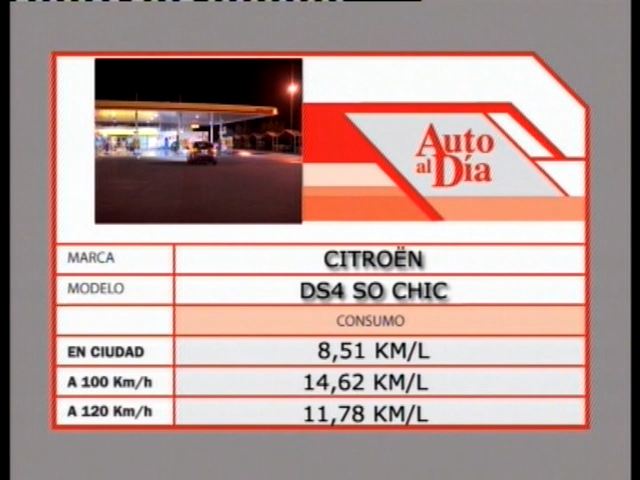 Auto
al Día
MARCA CITROËN
MODELO DS4 SO CHIC
CONSUMO
EN CIUDAD 8,51 KM/L
A 100 Km/h 14,62 KM/L
A 120 Km/h 11,78 KM/L